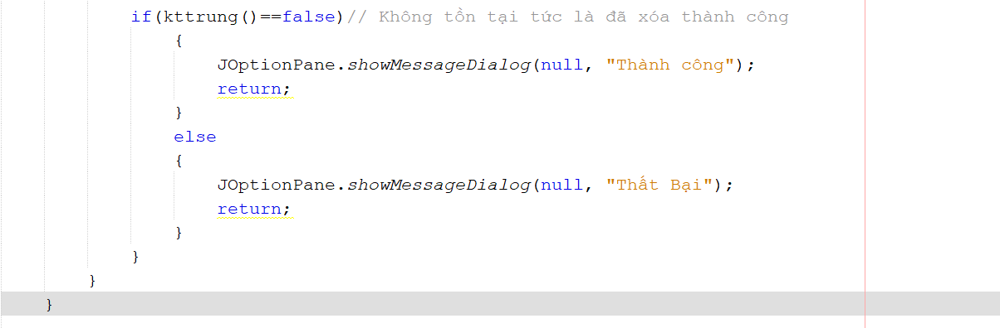 if(kttrung()==false)// Không tồn tại tức là đã xóa thành công
{
JOptionPane.showMessageDialog(null, "Thành công");
return;
}
else
{
JOptionPane.showMessageDialog(null, "Thất Bại");
return;
}
}
}
}